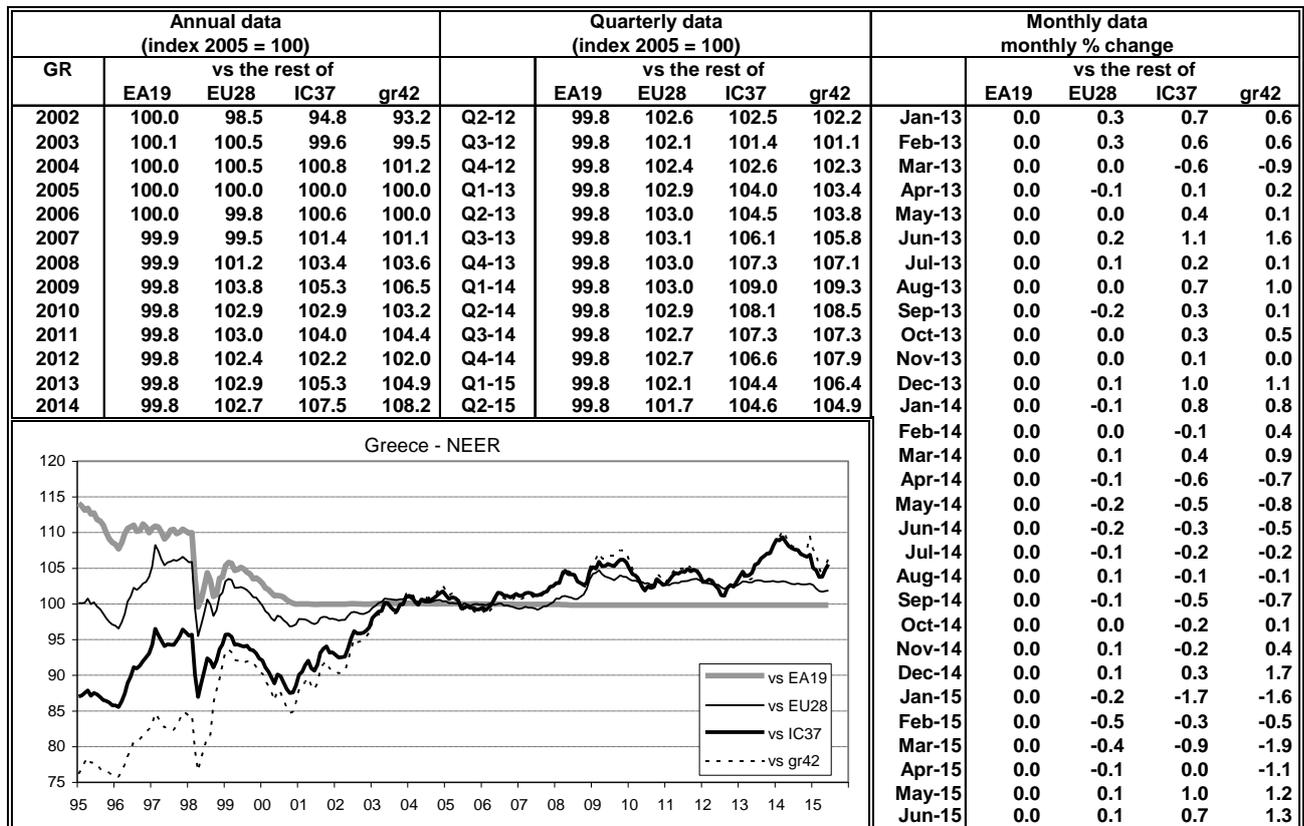 Annual data Quarterly data Monthly data
(index 2005 = 100) (index 2005 = 100) monthly % change
GR vs the rest of vs the rest of vs the rest of
EA19 EU28 IC37 gr42 EA19 EU28 IC37 gr42 EA19 EU28 IC37 gr42
2002 100.0 98.5 94.8 93.2 Q2-12 99.8 102.6 102.5 102.2 Jan-13 0.0 0.3 0.7 0.6
2003 100.1 100.5 99.6 99.5 Q3-12 99.8 102.1 101.4 101.1 Feb-13 0.0 0.3 0.6 0.6
2004 100.0 100.5 100.8 101.2 Q4-12 99.8 102.4 102.6 102.3 Mar-13 0.0 0.0 -0.6 -0.9
2005 100.0 100.0 100.0 100.0 Q1-13 99.8 102.9 104.0 103.4 Apr-13 0.0 -0.1 0.1 0.2
2006 100.0 99.8 100.6 100.0 Q2-13 99.8 103.0 104.5 103.8 May-13 0.0 0.0 0.4 0.1
2007 99.9 99.5 101.4 101.1 Q3-13 99.8 103.1 106.1 105.8 Jun-13 0.0 0.2 1.1 1.6
2008 99.9 101.2 103.4 103.6 Q4-13 99.8 103.0 107.3 107.1 Jul-13 0.0 0.1 0.2 0.1
2009 99.8 103.8 105.3 106.5 Q1-14 99.8 103.0 109.0 109.3 Aug-13 0.0 0.0 0.7 1.0
2010 99.8 102.9 102.9 103.2 Q2-14 99.8 102.9 108.1 108.5 Sep-13 0.0 -0.2 0.3 0.1
2011 99.8 103.0 104.0 104.4 Q3-14 99.8 102.7 107.3 107.3 Oct-13 0.0 0.0 0.3 0.5
2012 99.8 102.4 102.2 102.0 Q4-14 99.8 102.7 106.6 107.9 Nov-13 0.0 0.0 0.1 0.0
2013 99.8 102.9 105.3 104.9 Q1-15 99.8 102.1 104.4 106.4 Dec-13 0.0 0.1 1.0 1.1
2014 99.8 102.7 107.5 108.2 Q2-15 99.8 101.7 104.6 104.9 Jan-14 0.0 -0.1 0.8 0.8
Feb-14 0.0 0.0 -0.1 0.4
Mar-14 0.0 0.1 0.4 0.9
Apr-14 0.0 -0.1 -0.6 -0.7
May-14 0.0 -0.2 -0.5 -0.8
Jun-14 0.0 -0.2 -0.3 -0.5
Jul-14 0.0 -0.1 -0.2 -0.2
Aug-14 0.0 0.1 -0.1 -0.1
Sep-14 0.0 -0.1 -0.5 -0.7
Oct-14 0.0 0.0 -0.2 0.1
Nov-14 0.0 0.1 -0.2 0.4
Dec-14 0.0 0.1 0.3 1.7
Jan-15 0.0 -0.2 -1.7 -1.6
Feb-15 0.0 -0.5 -0.3 -0.5
Mar-15 0.0 -0.4 -0.9 -1.9
Apr-15 0.0 -0.1 0.0 -1.1
May-15 0.0 0.1 1.0 1.2
Jun-15 0.0 0.1 0.7 1.3
Greece - NEER
120
115
110
105
100
95
90
85
80
75
vs EA19
vs EU28
vs IC37
vs gr42
95 96 97 98 99 00 01 02 03 04 05 06 07 08 09 10 11 12 13 14 15